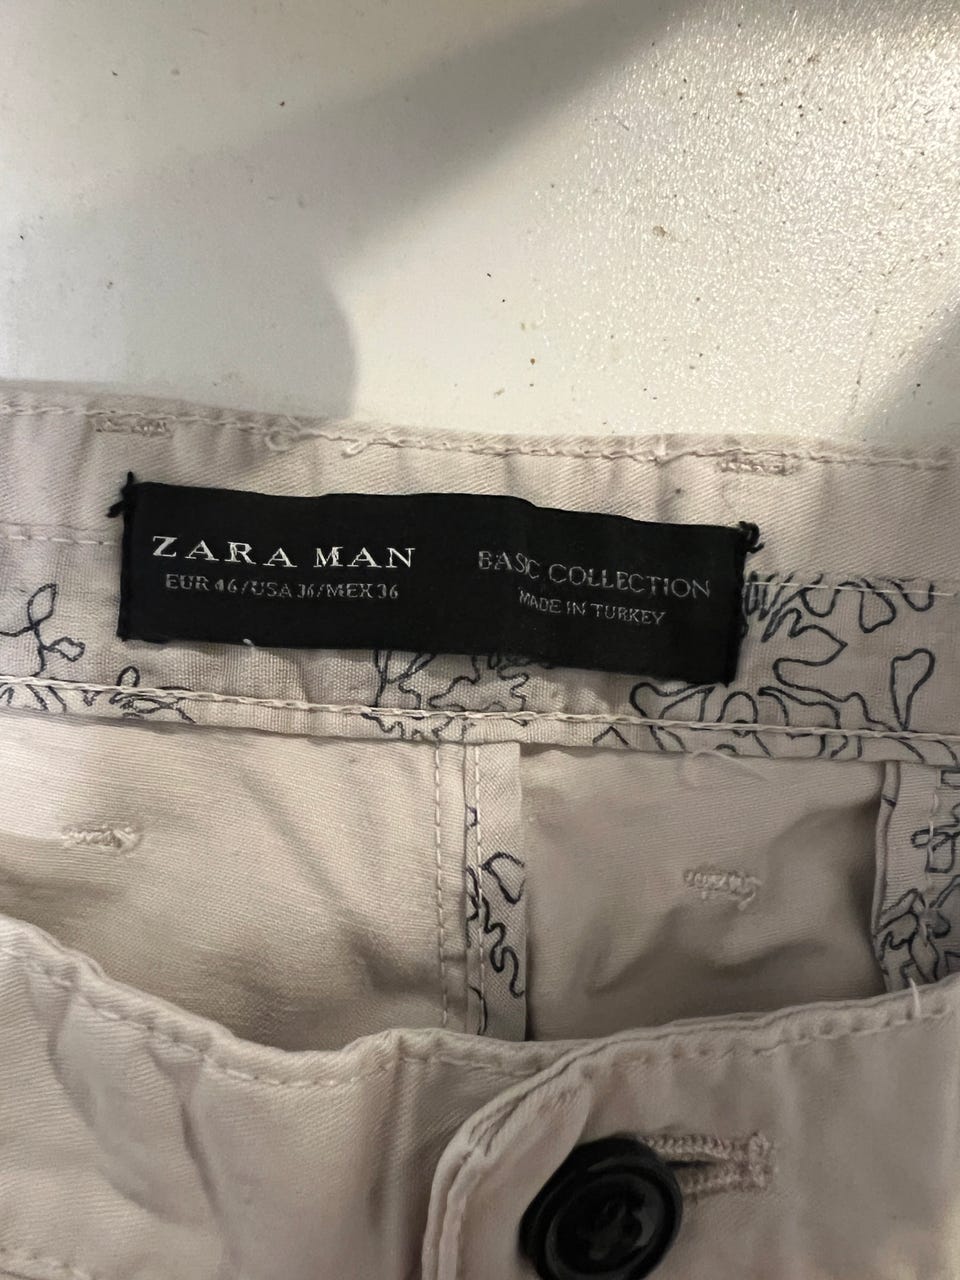 ZARA MAN
EUR 46/USA 36/MEX 36
BASIC COLLECTION
MADE IN TURKEY